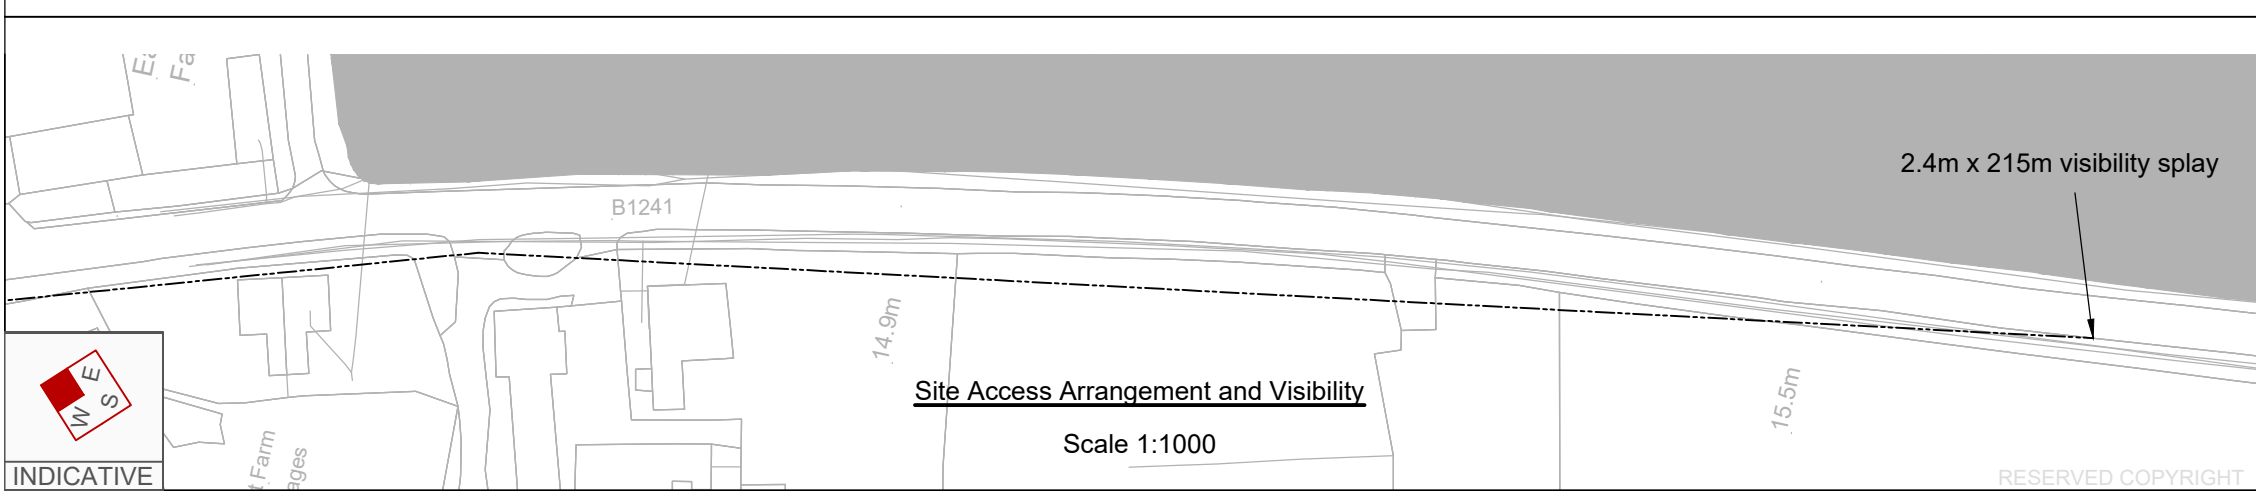 2.4m x 215m visibility splay
B1241
14.9m
Site Access Arrangement and Visibility
Scale 1:1000
15.5m
E
S
W
INDICATIVE
Farm
RESERVED COPYRIGHT